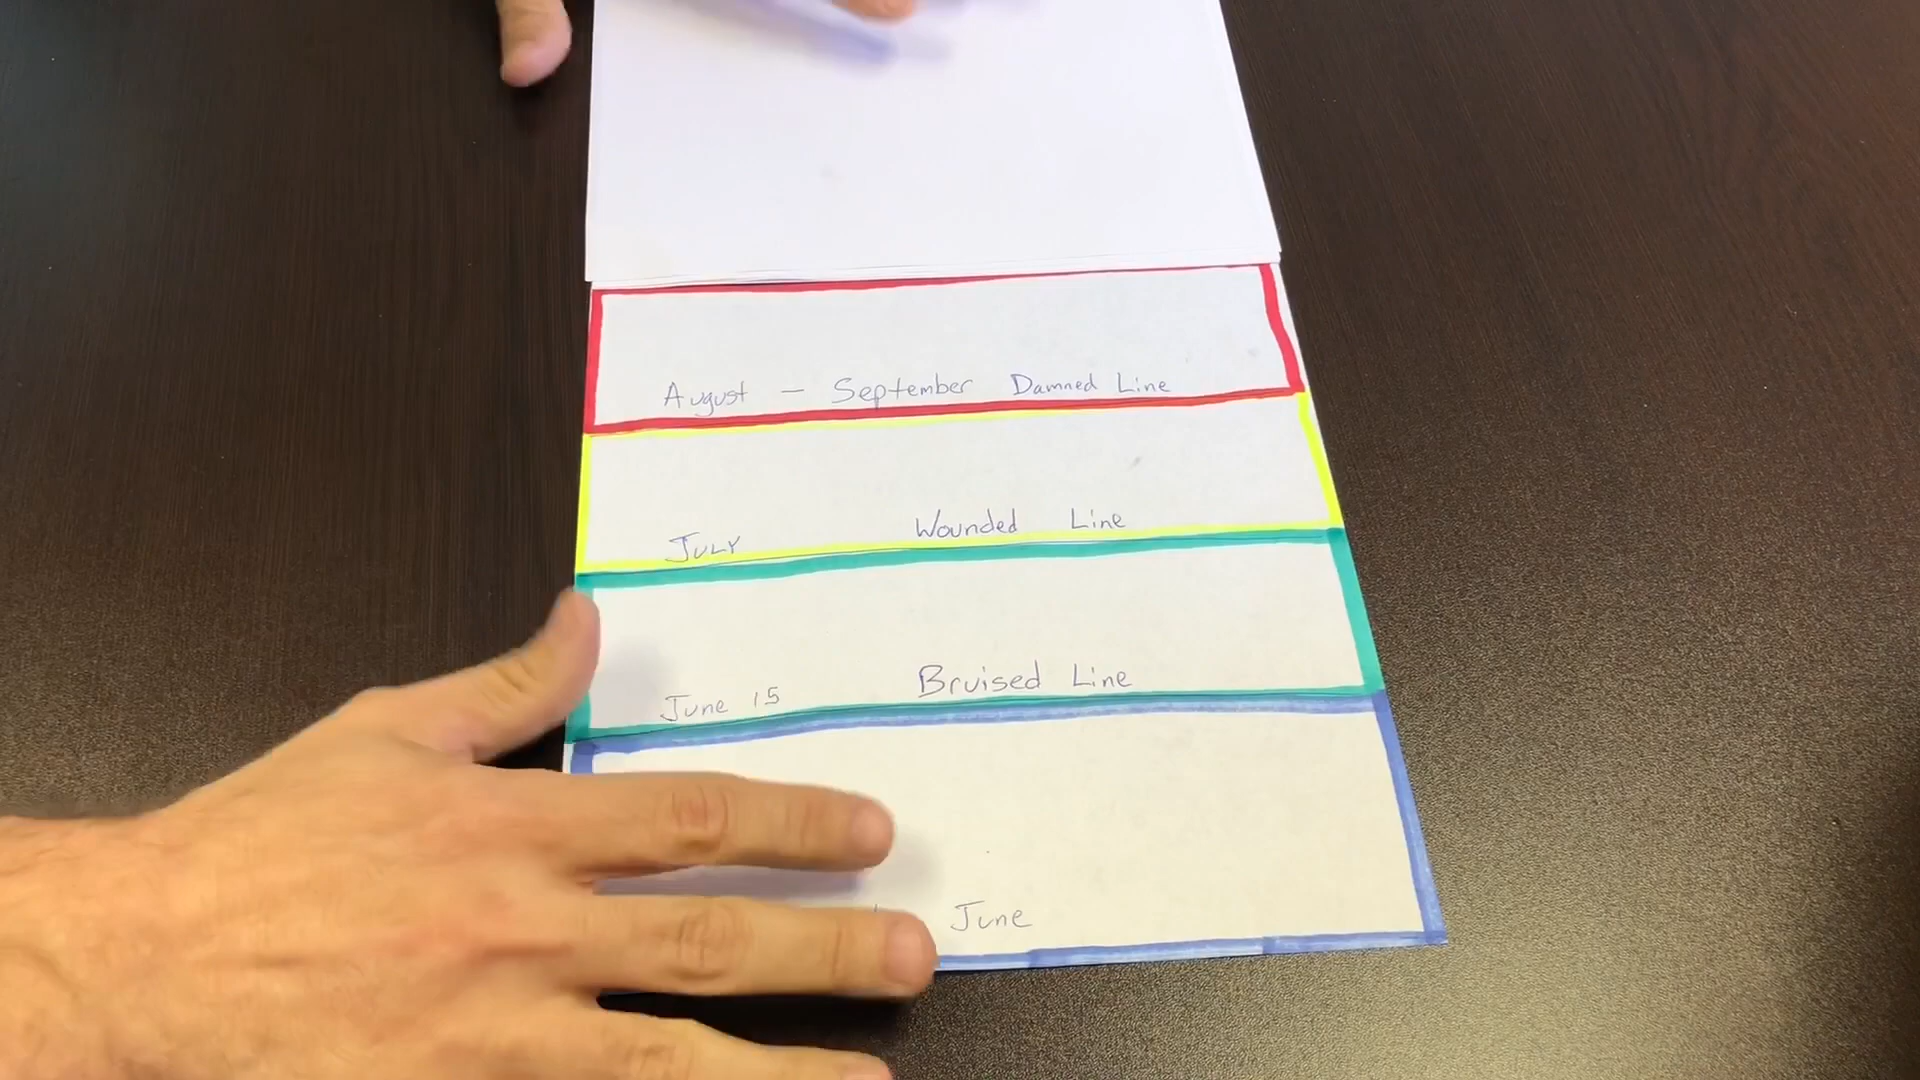 August - September Damned Line
July Wounded Line
June 15 Bruised Line
June